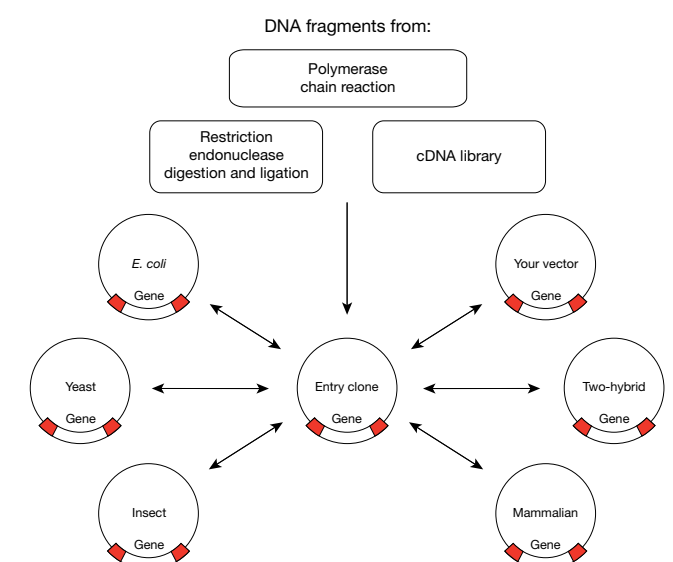 DNA fragments from:
Polymerase
chain reaction
Restriction
endonuclease
digestion and ligation
cDNA library
E. coli
Gene
Your vector
Gene
Yeast
Gene
Entry clone
Gene
Two-hybrid
Gene
Insect
Gene
Mammalian
Gene